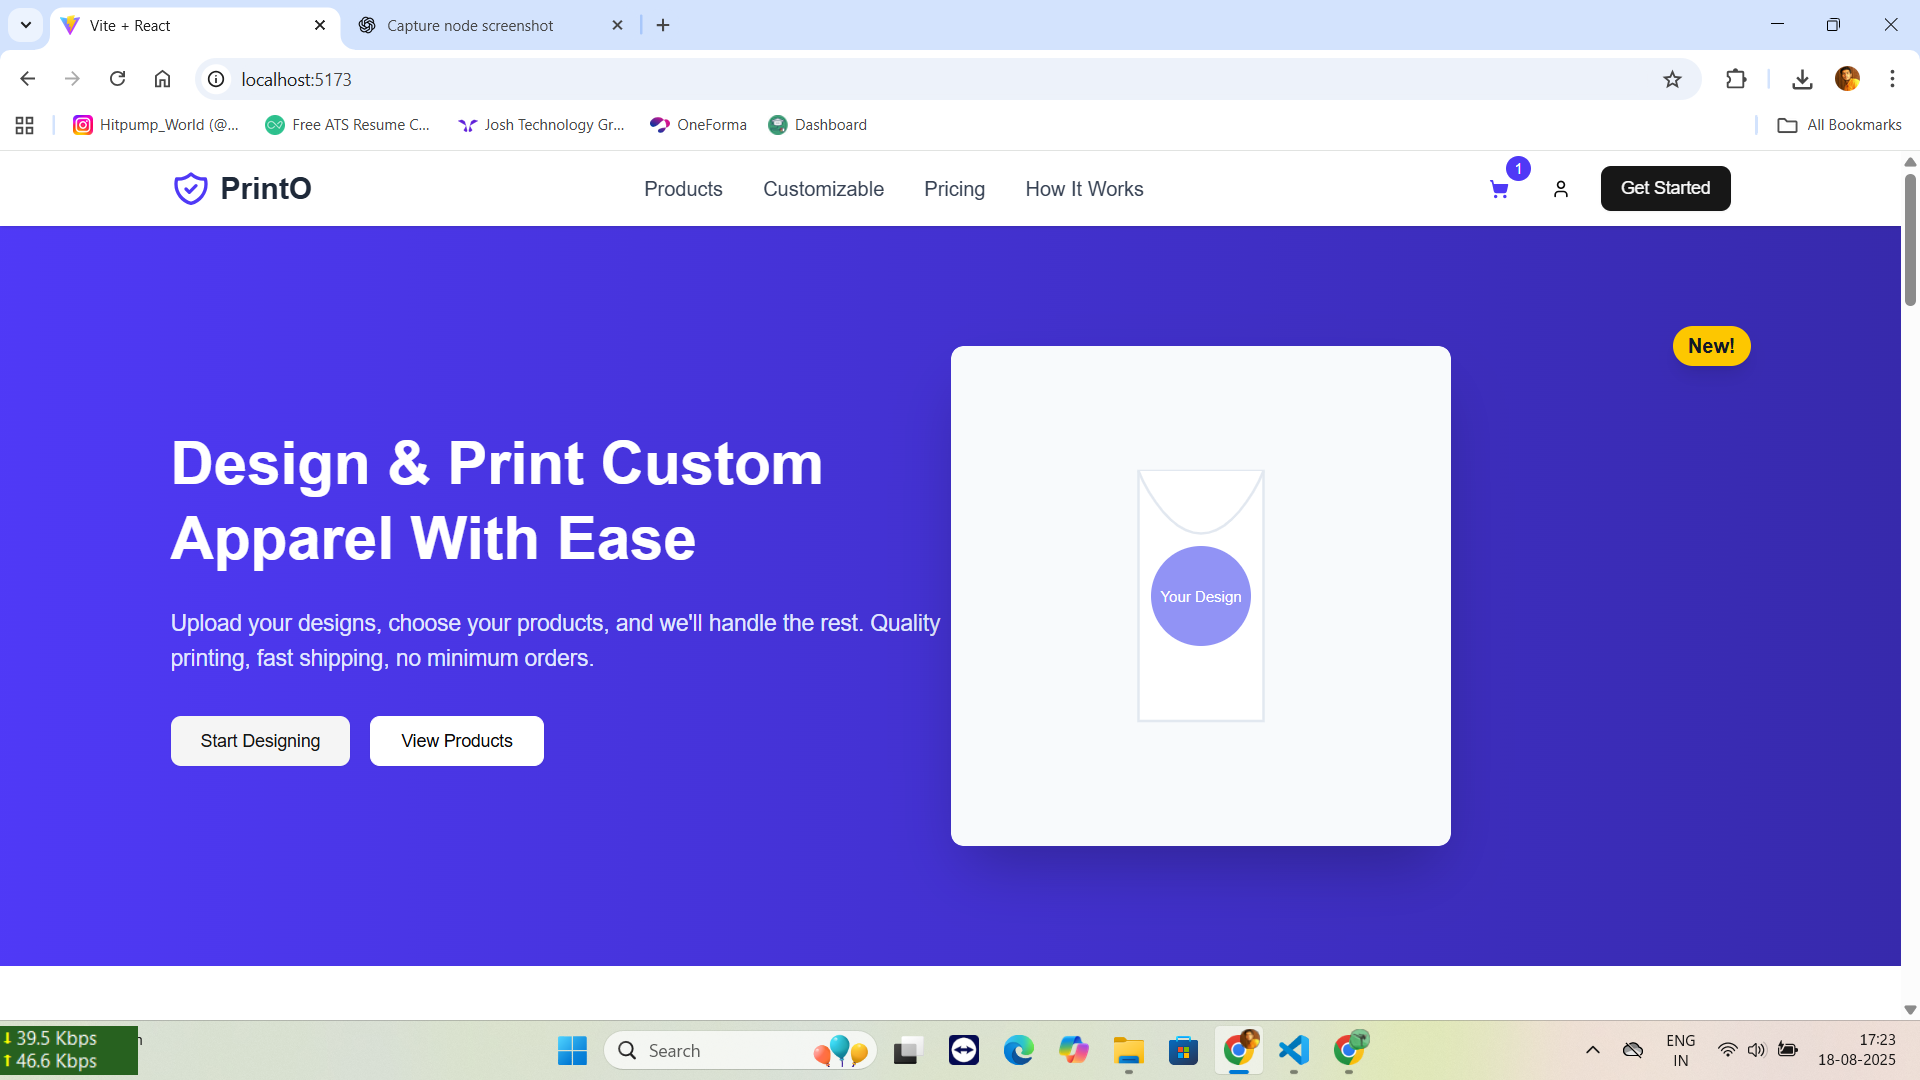 Vite + React
Capture node screenshot
localhost:5173
Hitpump_World (@...
Free ATS Resume C...
Josh Technology Gr...
OneForma
Dashboard
All Bookmarks
PrintO
Products
Customizable
Pricing
How It Works
1
Get Started
New!
Design & Print Custom
Apparel With Ease
Upload your designs, choose your products, and we'll handle the rest. Quality
printing, fast shipping, no minimum orders.
Start Designing
View Products
Your Design
39.5 Kbps
46.6 Kbps
Search
ENG
IN
17:23
18-08-2025